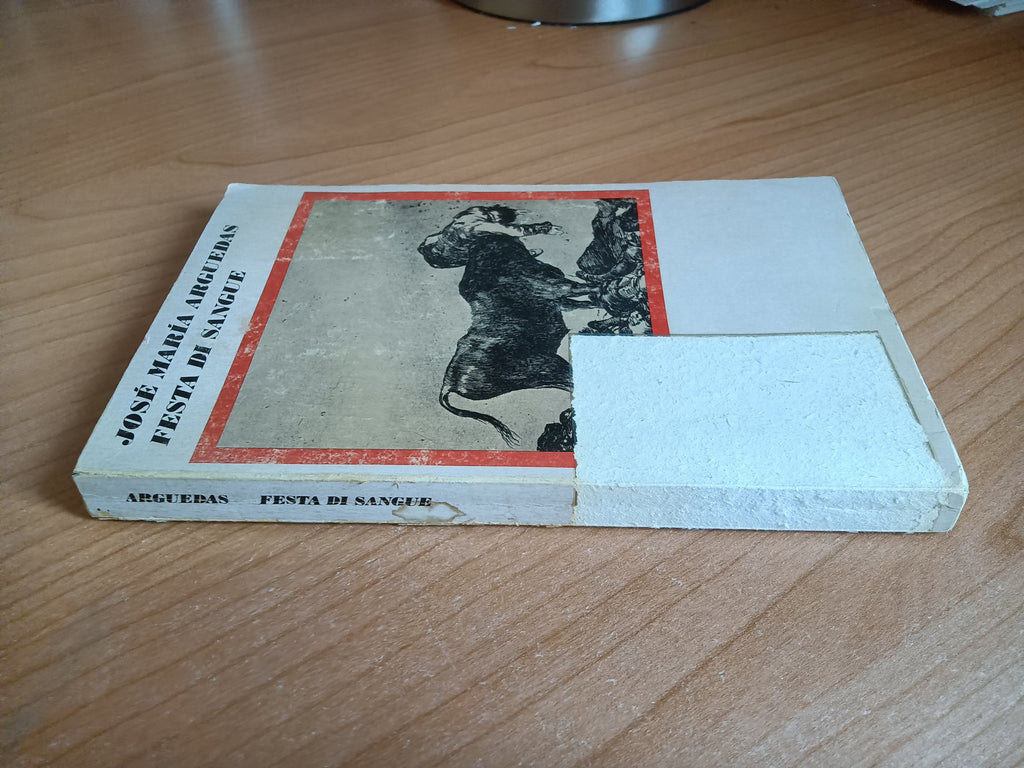 JOSÉ MARÍA ARGUEDAS
FESTA DI SANGUE
ARGUEDAS FESTA DI SANGUE